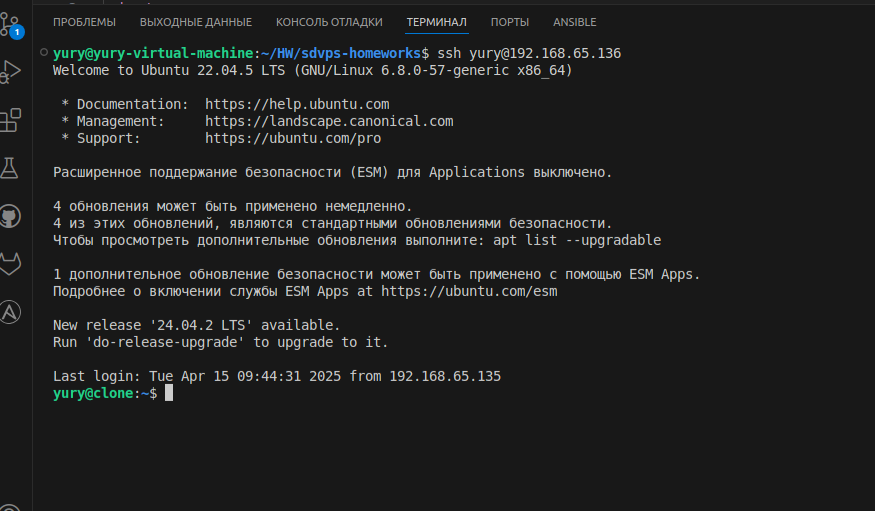 ПРОБЛЕМЫ ВЫХОДНЫЕ ДАННЫЕ КОНСОЛЬ ОТЛАДКИ ТЕРМИНАЛ ПОРТЫ ANSIBLE
1
yury@yury-virtual-machine:~/HW/sdvps-homeworks$ ssh yury@192.168.65.136
Welcome to Ubuntu 22.04.5 LTS (GNU/Linux 6.8.0-57-generic x86_64)
* Documentation: https://help.ubuntu.com
* Management: https://landscape.canonical.com
* Support: https://ubuntu.com/pro
Расширенное поддержание безопасности (ESM) для Applications выключено.
4 обновления может быть применено немедленно.
4 из этих обновлений, являются стандартными обновлениями безопасности.
Чтобы просмотреть дополнительные обновления выполните: apt list --upgradable
1 дополнительное обновление безопасности может быть применено с помощью ESM Apps.
Подробнее о включении службы ESM Apps at https://ubuntu.com/esm
New release '24.04.2 LTS' available.
Run 'do-release-upgrade' to upgrade to it.
Last login: Tue Apr 15 09:44:31 2025 from 192.168.65.135
yury@clone:~$